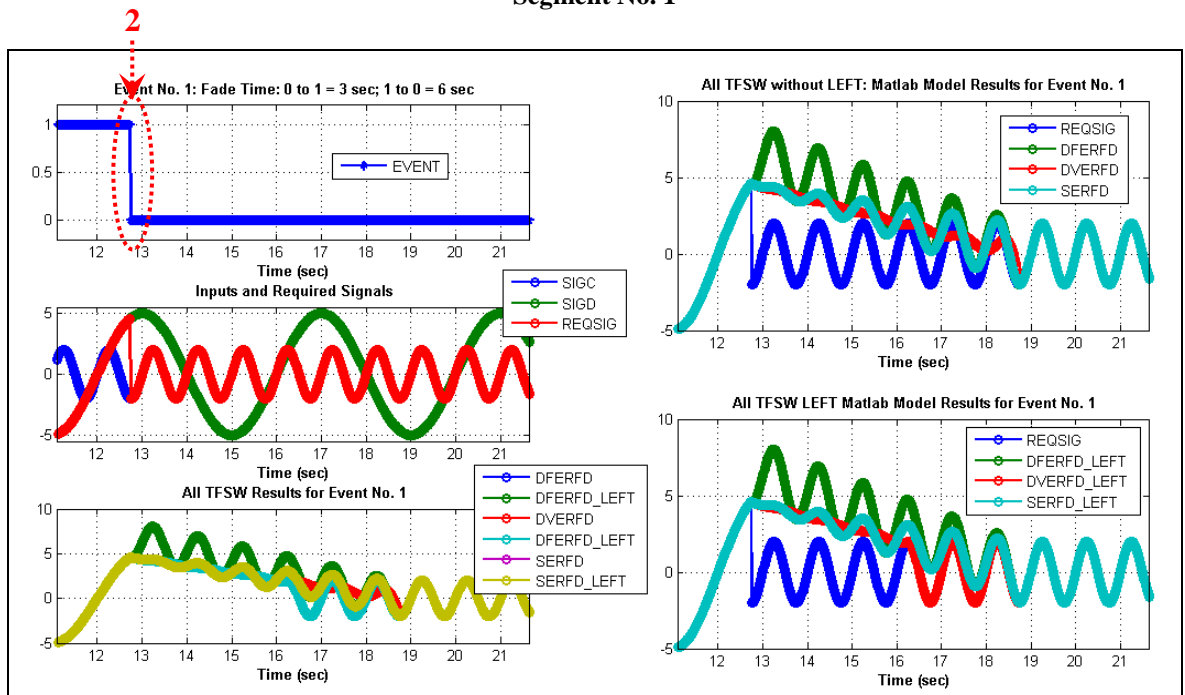 Segment No. 1
2
Event No. 1: Fade Time: 0 to 1 = 3 sec; 1 to 0 = 6 sec
1
0.5
0
EVENT
12 13 14 15 16 17 18 19 20 21
Time (sec)
Inputs and Required Signals
5
0
-5
SIGC
SIGD
REQSIG
12 13 14 15 16 17 18 19 20 21
Time (sec)
All TFSW Results for Event No. 1
10
5
0
-5
DFERFD
DFERFD_LEFT
DVERFD
DFERFD_LEFT
SERFD
SERFD_LEFT
12 13 14 15 16 17 18 19 20 21
Time (sec)
All TFSW without LEFT: Matlab Model Results for Event No. 1
10
5
0
-5
REQSIG
DFERFD
DVERFD
SERFD
12 13 14 15 16 17 18 19 20 21
Time (sec)
All TFSW LEFT Matlab Model Results for Event No. 1
10
5
0
-5
REQSIG
DFERFD_LEFT
DVERFD_LEFT
SERFD_LEFT
12 13 14 15 16 17 18 19 20 21
Time (sec)